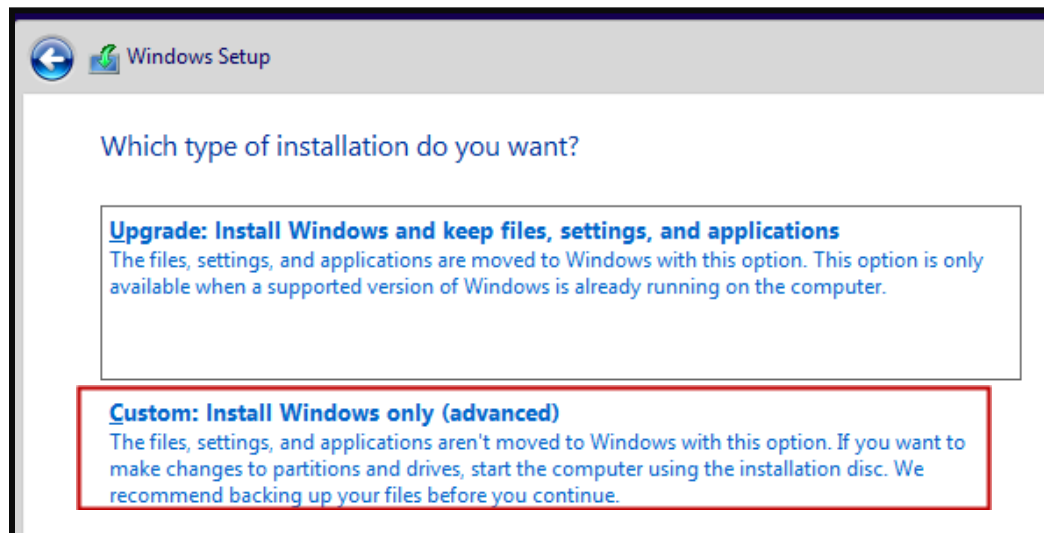 Windows Setup
Which type of installation do you want?
Upgrade: Install Windows and keep files, settings, and applications
The files, settings, and applications are moved to Windows with this option. This option is only
available when a supported version of Windows is already running on the computer.
Custom: Install Windows only (advanced)
The files, settings, and applications aren't moved to Windows with this option. If you want to
make changes to partitions and drives, start the computer using the installation disc. We
recommend backing up your files before you continue.